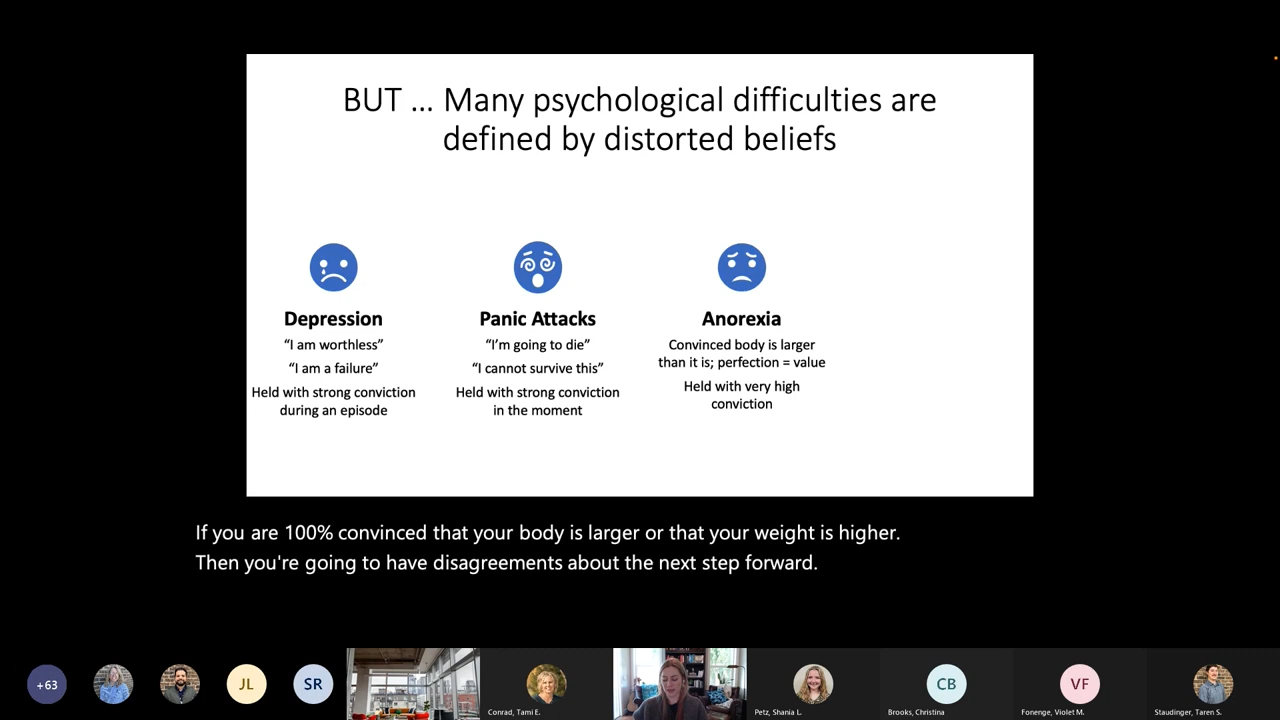 BUT ... Many psychological difficulties are
defined by distorted beliefs
Depression
“I am worthless”
“I am a failure”
Held with strong conviction
during an episode
Panic Attacks
“I’m going to die”
“I cannot survive this”
Held with strong conviction
in the moment
Anorexia
Convinced body is larger
than it is; perfection = value
Held with very high
conviction
If you are 100% convinced that your body is larger or that your weight is higher.
Then you're going to have disagreements about the next step forward.
+63
JL
SR
Conrad, Tami E.
Petz, Shania L.
CB
Brooks, Christina
VF
Fonenge, Violet M.
Staudinger, Taren S.